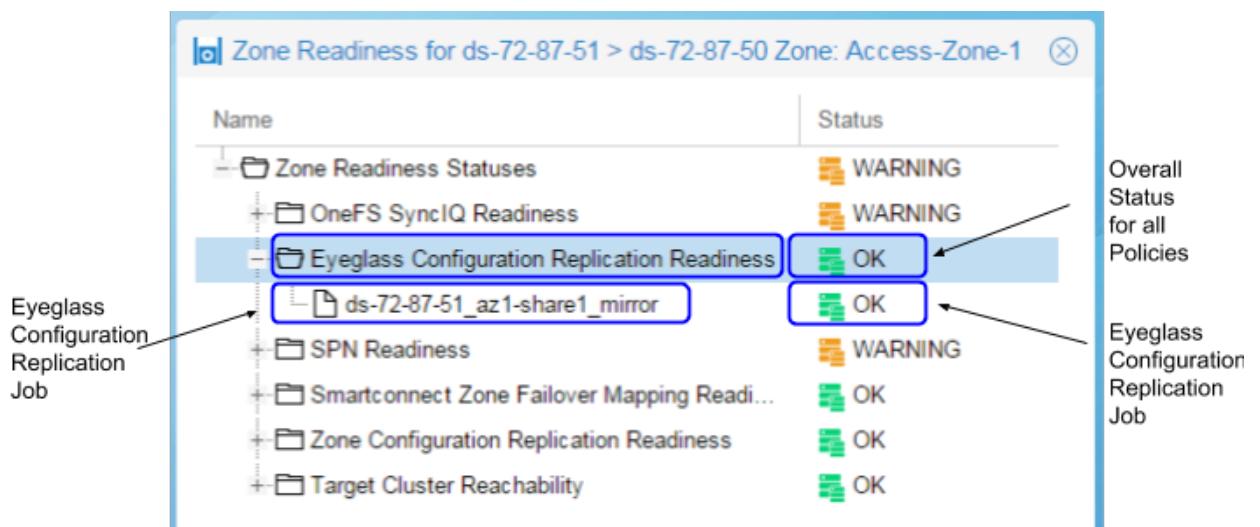 Zone Readiness for ds-72-87-51 > ds-72-87-50 Zone: Access-Zone-1
Name Status
Zone Readiness Statuses WARNING
OneFS SyncIQ Readiness WARNING
Eyeglass Configuration Replication Readiness OK
ds-72-87-51_az1-share1_mirror OK
SPN Readiness WARNING
Smartconnect Zone Failover Mapping Readi... OK
Zone Configuration Replication Readiness OK
Target Cluster Reachability OK
Eyeglass
Configuration
Replication
Job
Overall
Status
for all
Policies
Eyeglass
Configuration
Replication
Job